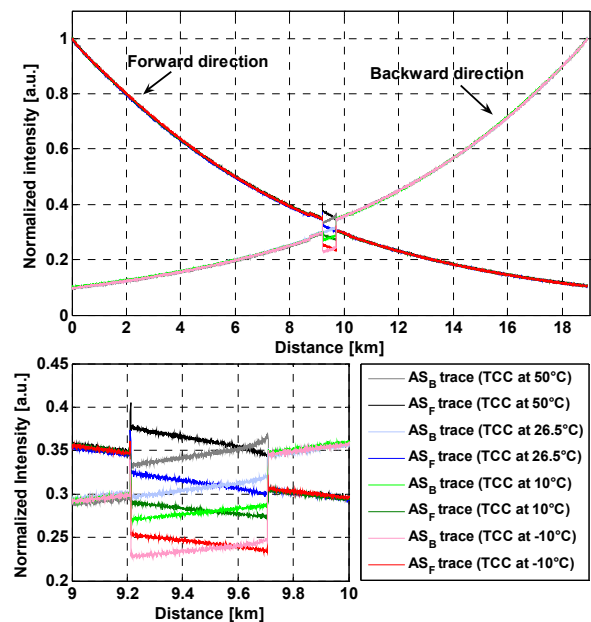 1
0.8
0.6
0.4
0.2
0
Normalized intensity [a.u.]
Forward direction
Backward direction
0 2 4 6 8 10 12 14 16 18
Distance [km]
0.45
0.4
0.35
0.3
0.25
0.2
Normalized Intensity [a.u.]
9 9.2 9.4 9.6 9.8 10
Distance [km]
AS_B trace (TCC at 50°C)
AS_F trace (TCC at 50°C)
AS_B trace (TCC at 26.5°C)
AS_F trace (TCC at 26.5°C)
AS_B trace (TCC at 10°C)
AS_F trace (TCC at 10°C)
AS_B trace (TCC at -10°C)
AS_F trace (TCC at -10°C)